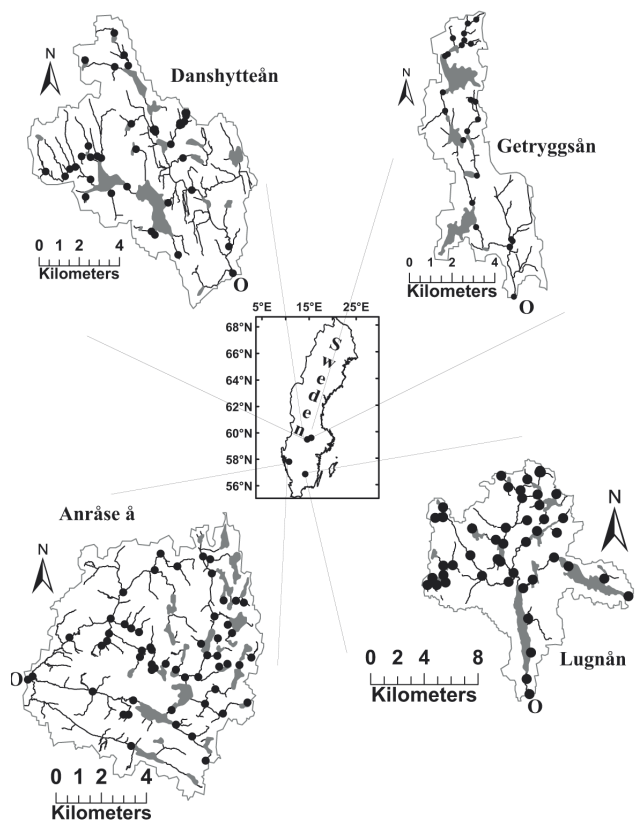 N
Danshytteån
0 1 2 4
Kilometers
O
N
Getryggsån
0 1 2 4
Kilometers
O
5°E 15°E 25°E
68°N
66°N
64°N
62°N
60°N
58°N
56°N
Sweden
Anråse å
N
O
0 1 2 4
Kilometers
N
0 2 4 8
Kilometers
Lugnån
O